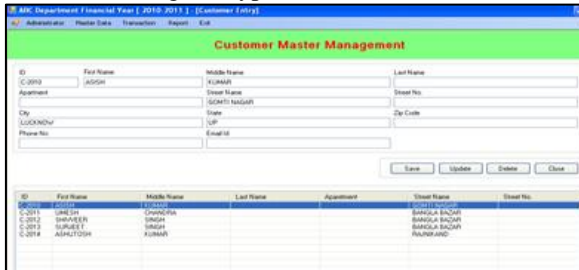 ABC Department Financial Year [ 2010-2011 ] - [Customer Entry]
Administrator Master Data Transaction Report Exit
Customer Master Management
ID First Name Middle Name Last Name
C-2010 ASISH KUMAR
Apartment Street Name Street No.
GOMTI NAGAR
City State Zip Code
LUCKNOW UP
Phone No. Email Id
Save Update Delete Close
ID First Name Middle Name Last Name Apartment Street Name Street No.
C-2010 ASISH KUMAR GOMTI NAGAR
C-2011 UMESH CHANDRA BANGLA BAZAR
C-2012 SHIVVEER SINGH BANGLA BAZAR
C-2013 SURJEET SINGH BANGLA BAZAR
C-2014 ASHUTOSH KUMAR